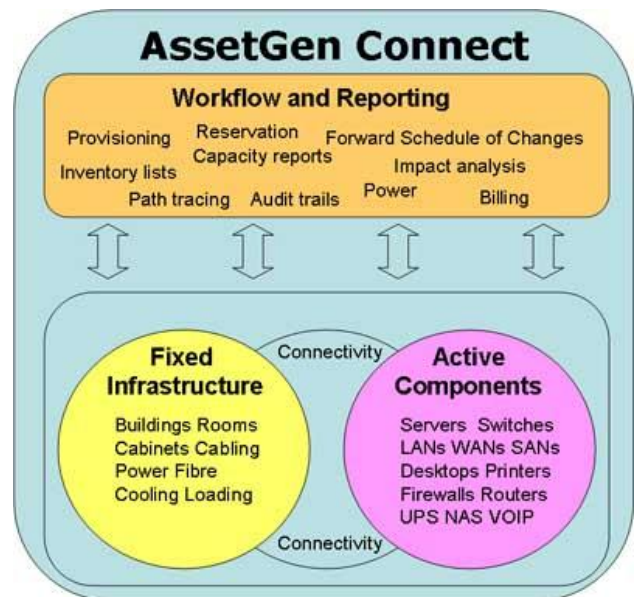 AssetGen Connect
Workflow and Reporting
Provisioning Reservation Forward Schedule of Changes
Inventory lists Capacity reports Impact analysis
Path tracing Audit trails Power Billing
Connectivity
Fixed
Infrastructure
Buildings Rooms
Cabinets Cabling
Power Fibre
Cooling Loading
Active
Components
Servers Switches
LANs WANs SANs
Desktops Printers
Firewalls Routers
UPS NAS VOIP
Connectivity